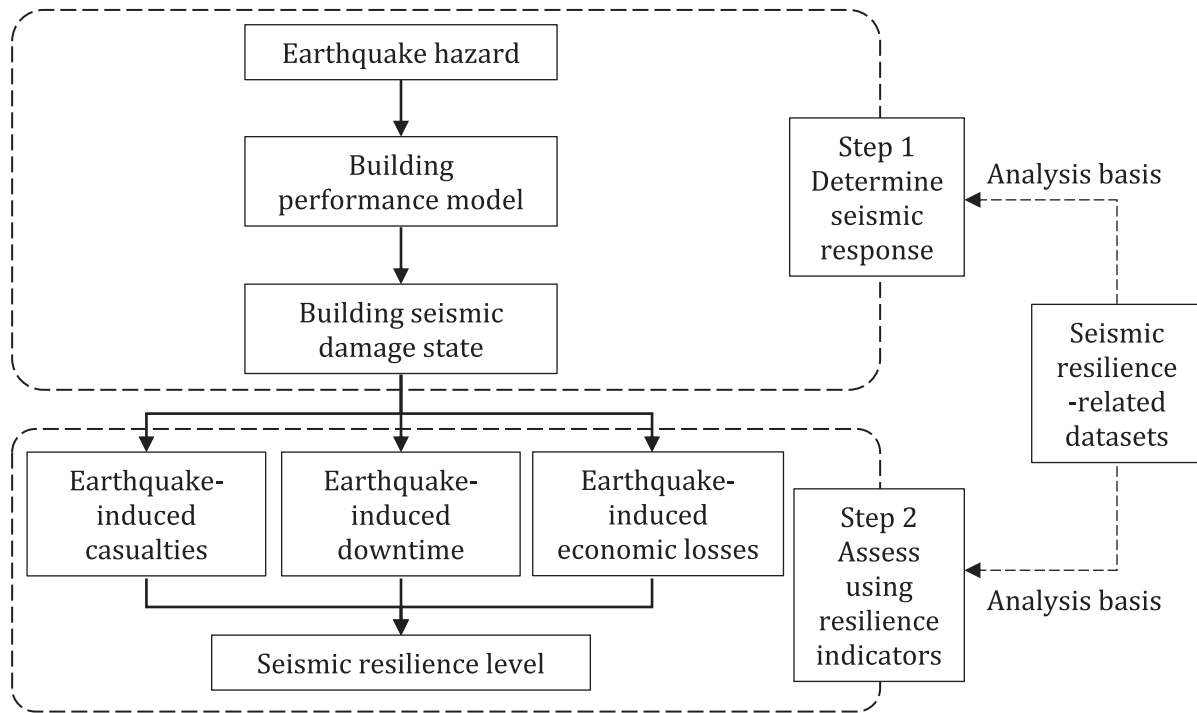 Earthquake hazard
Building
performance model
Building seismic
damage state
Step 1
Determine
seismic
response
Analysis basis
Seismic
resilience
-related
datasets
Earthquake-
induced
casualties
Earthquake-
induced
downtime
Earthquake-
induced
economic losses
Step 2
Assess
using
resilience
indicators
Analysis basis
Seismic resilience level